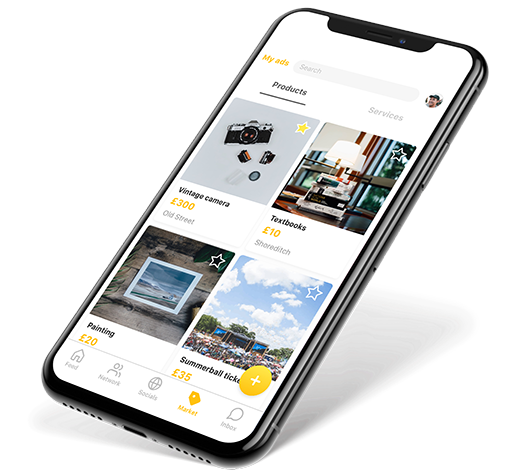 My ads
Search
Products
Services
Vintage camera
£300
Old Street
Textbooks
£10
Shoreditch
Painting
£20
Summerball ticke
£35
+
Feed
Network
Socials
Market
Inbox